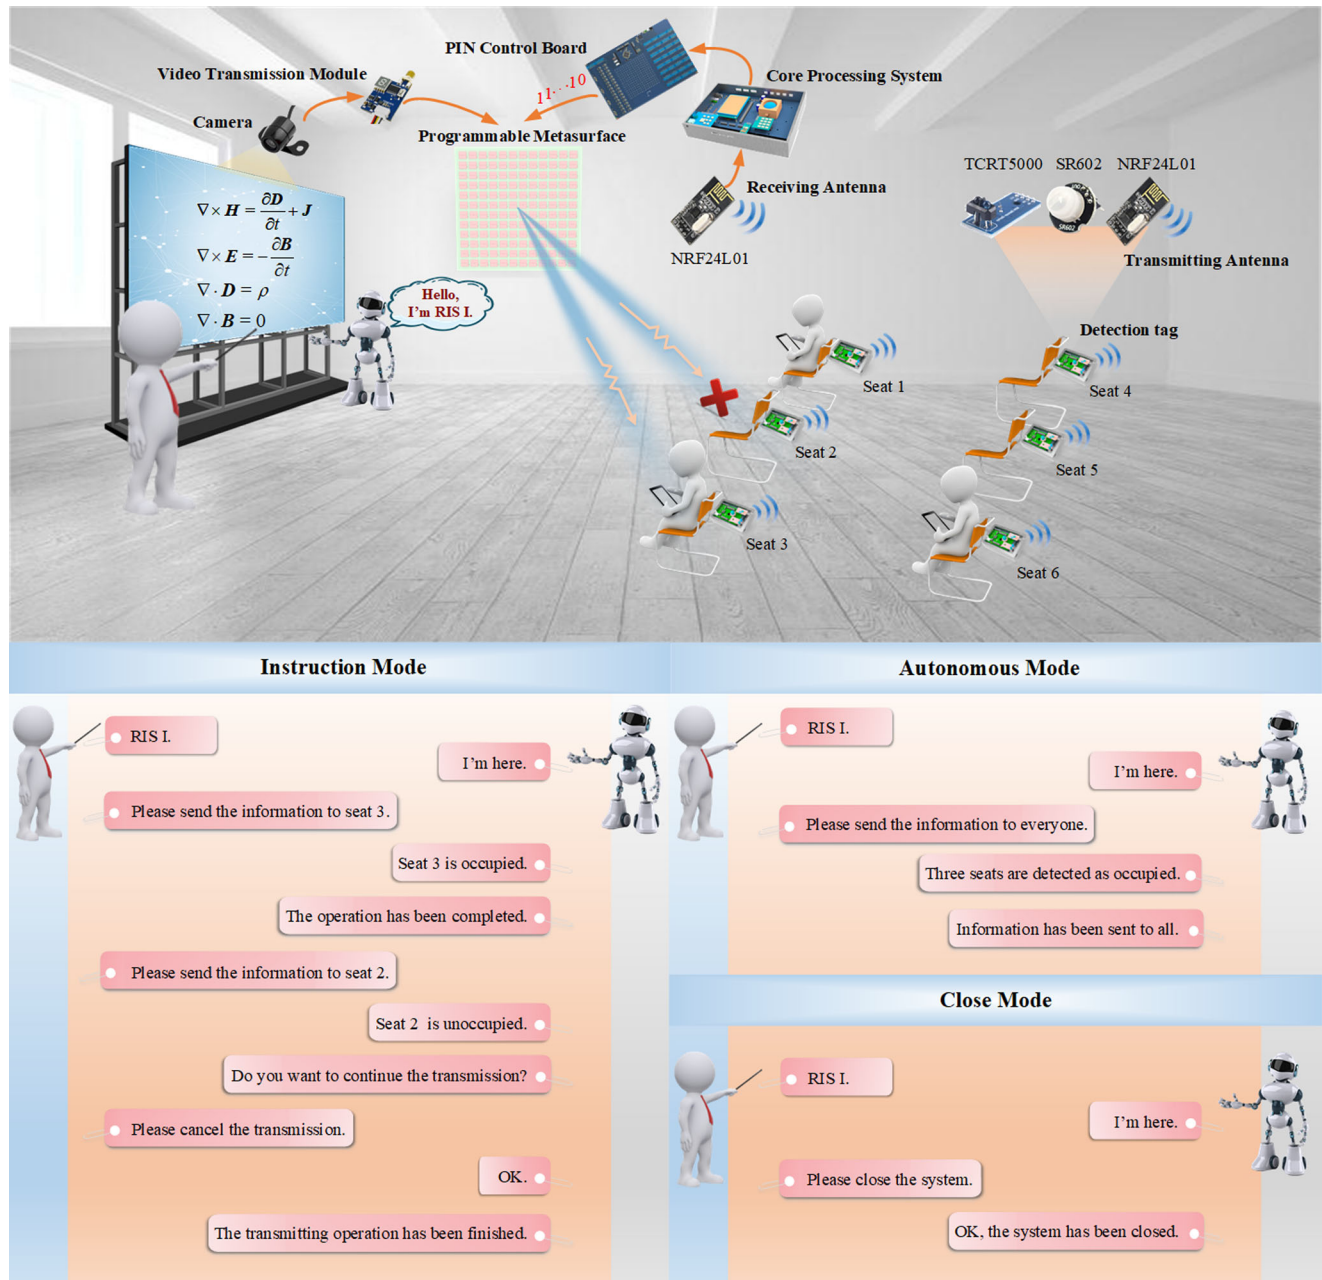 PIN Control Board
Video Transmission Module
Core Processing System
11···10
Camera
Programmable Metasurface
TCRT5000
SR602
NRF24L01
Receiving Antenna
SR602
NRF24L01
Transmitting Antenna
∇ × H = ∂D/∂t + J
∇ × E = −∂B/∂t
∇ · D = ρ
∇ · B = 0
Hello,
I’m RIS I.
Detection tag
Seat 1
Seat 4
Seat 2
Seat 5
Seat 3
Seat 6
Instruction Mode
RIS I.
I’m here.
Please send the information to seat 3.
Seat 3 is occupied.
The operation has been completed.
Please send the information to seat 2.
Seat 2 is unoccupied.
Do you want to continue the transmission?
Please cancel the transmission.
OK.
The transmitting operation has been finished.
Autonomous Mode
RIS I.
I’m here.
Please send the information to everyone.
Three seats are detected as occupied.
Information has been sent to all.
Close Mode
RIS I.
I’m here.
Please close the system.
OK, the system has been closed.